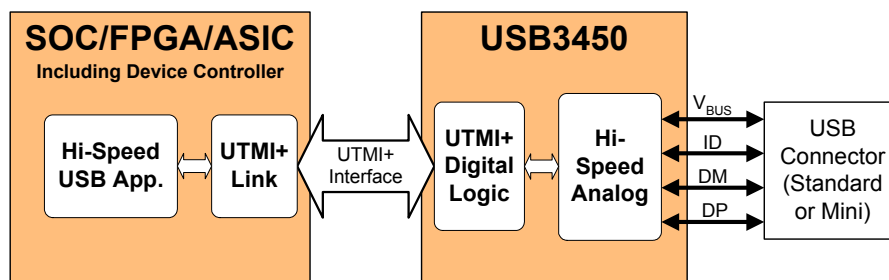 SOC/FPGA/ASIC
Including Device Controller
Hi-Speed
USB App.
UTMI+
Link
UTMI+
Interface
USB3450
UTMI+
Digital
Logic
Hi-
Speed
Analog
VBUS
ID
DM
DP
USB
Connector
(Standard
or Mini)